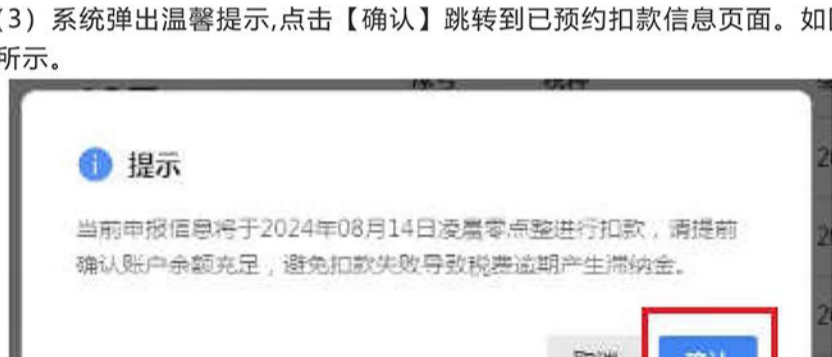 (3）系统弹出温馨提示,点击【确认】跳转到已预约扣款信息页面。如
所示。
提示
当前申报信息将于2024年08月14日凌晨零点整进行扣款，请提前
确认账户余额充足，避免扣款失败导致税费逾期产生滞纳金。
取消 确认